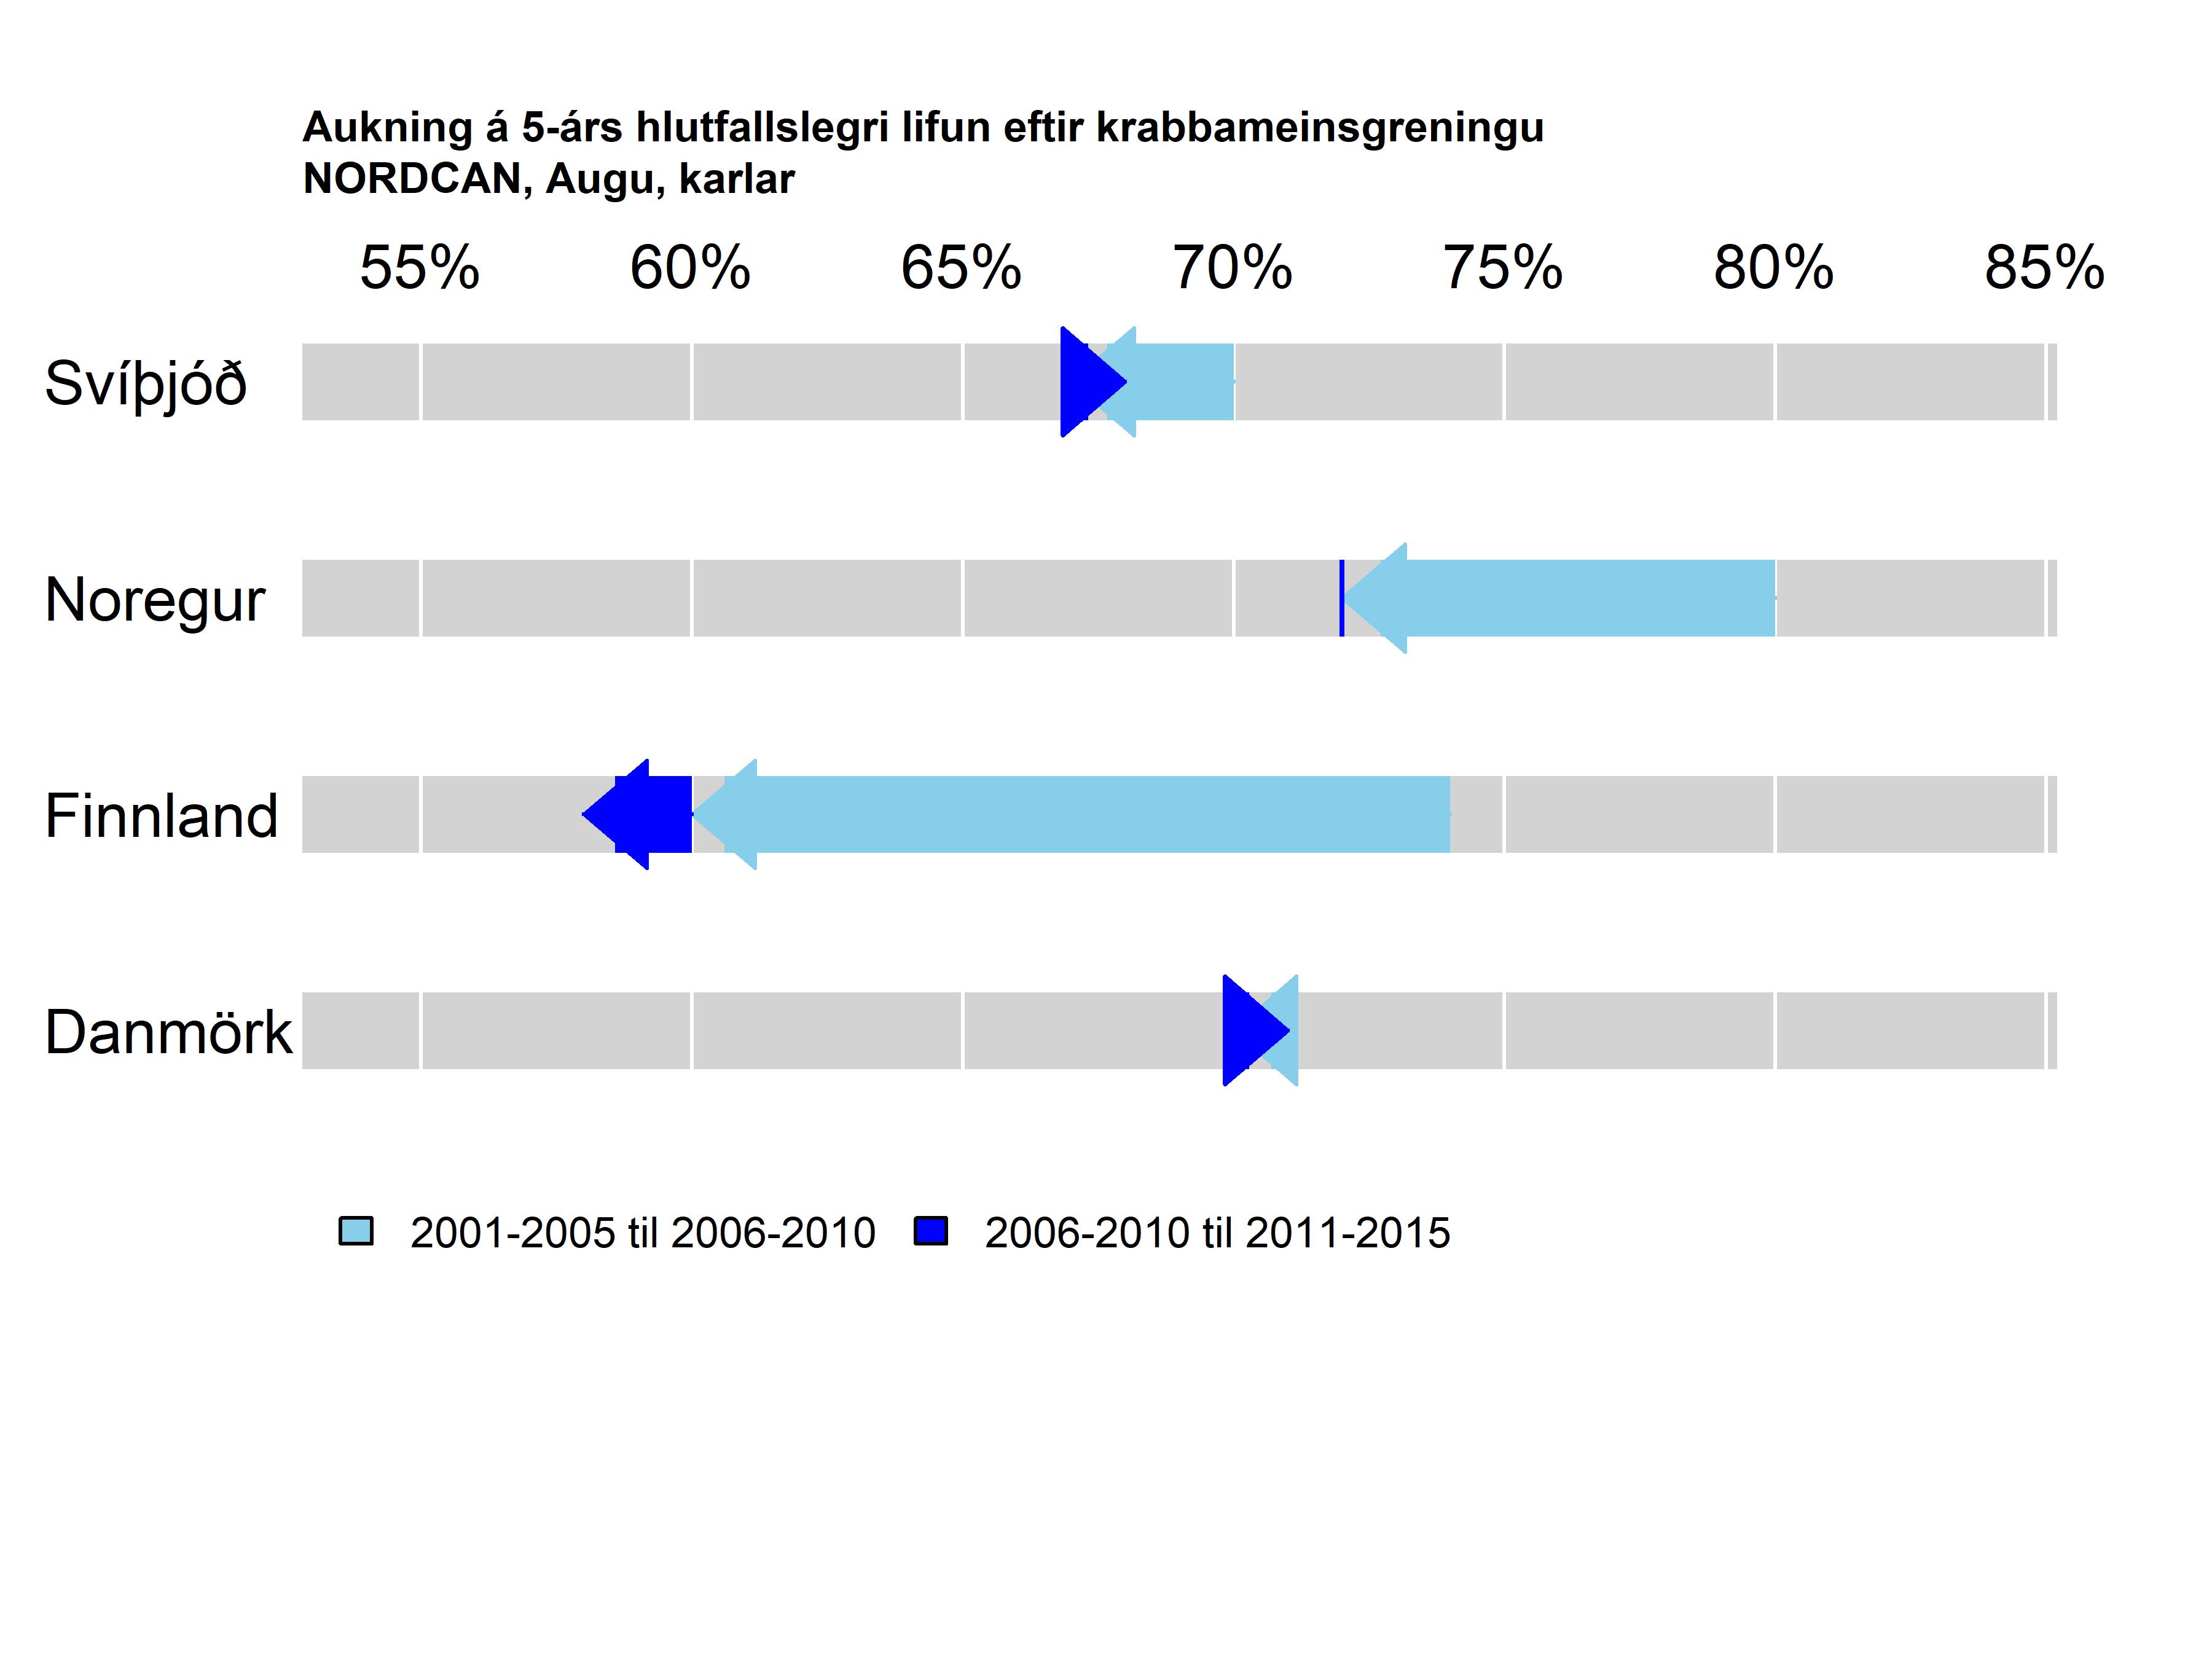 Aukning á 5-árs hlutfallslegri lifun eftir krabbameinsgreningu
NORDCAN, Augu, karlar
55% 60% 65% 70% 75% 80% 85%
Svíþjóð
Noregur
Finnland
Danmörk
2001-2005 til 2006-2010 2006-2010 til 2011-2015